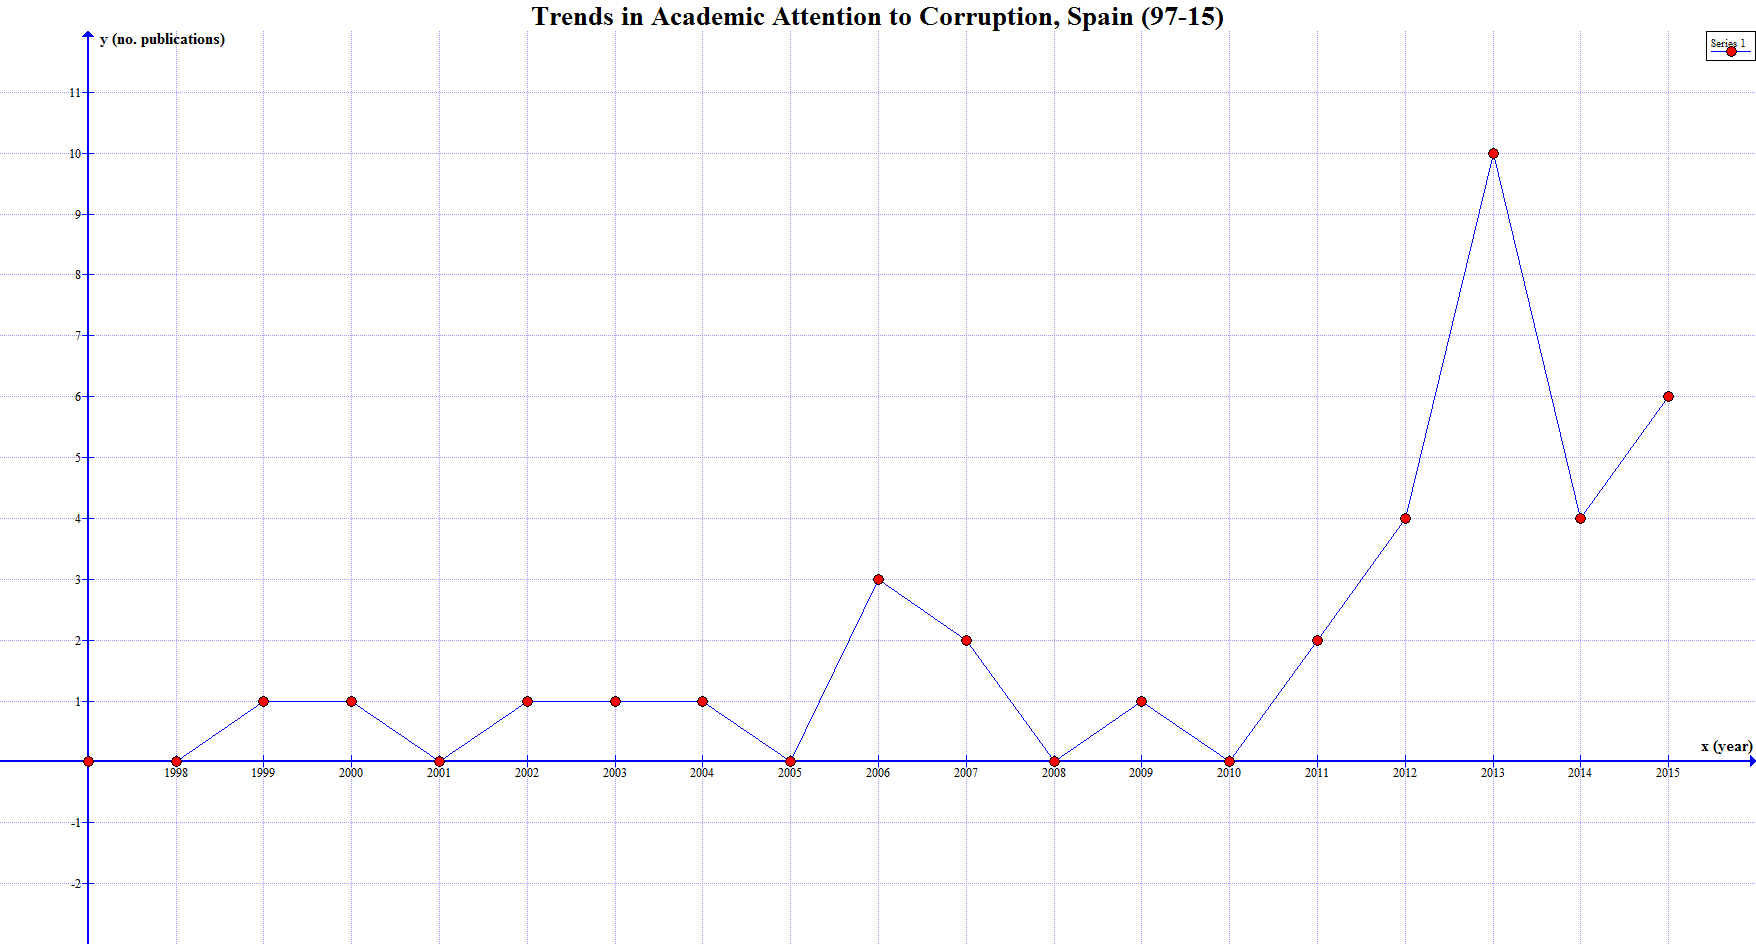 Trends in Academic Attention to Corruption, Spain (97-15)
y (no. publications)
Series 1
11
10
9
8
7
6
5
4
3
2
1
x (year)
1998 1999 2000 2001 2002 2003 2004 2005 2006 2007 2008 2009 2010 2011 2012 2013 2014 2015
-1
-2